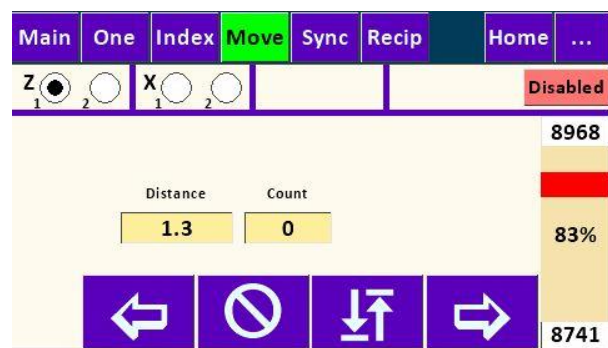 Main One Index Move Sync Recip Home ...
Z 1 2 X 1 2 Disabled
8968
Distance Count
1.3 0
83%
8741